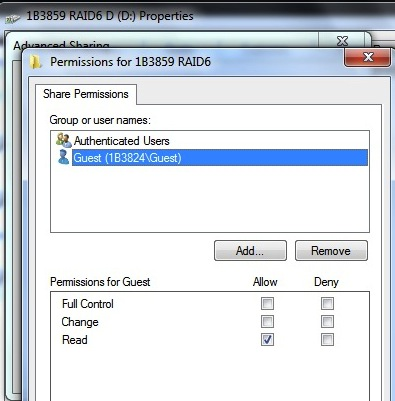 1B3859 RAID6 D (D:) Properties
Advanced Sharing
Permissions for 1B3859 RAID6
Share Permissions
Group or user names:
Authenticated Users
Guest (1B3824\Guest)
Add...
Remove
Permissions for Guest Allow Deny
Full Control
Change
Read